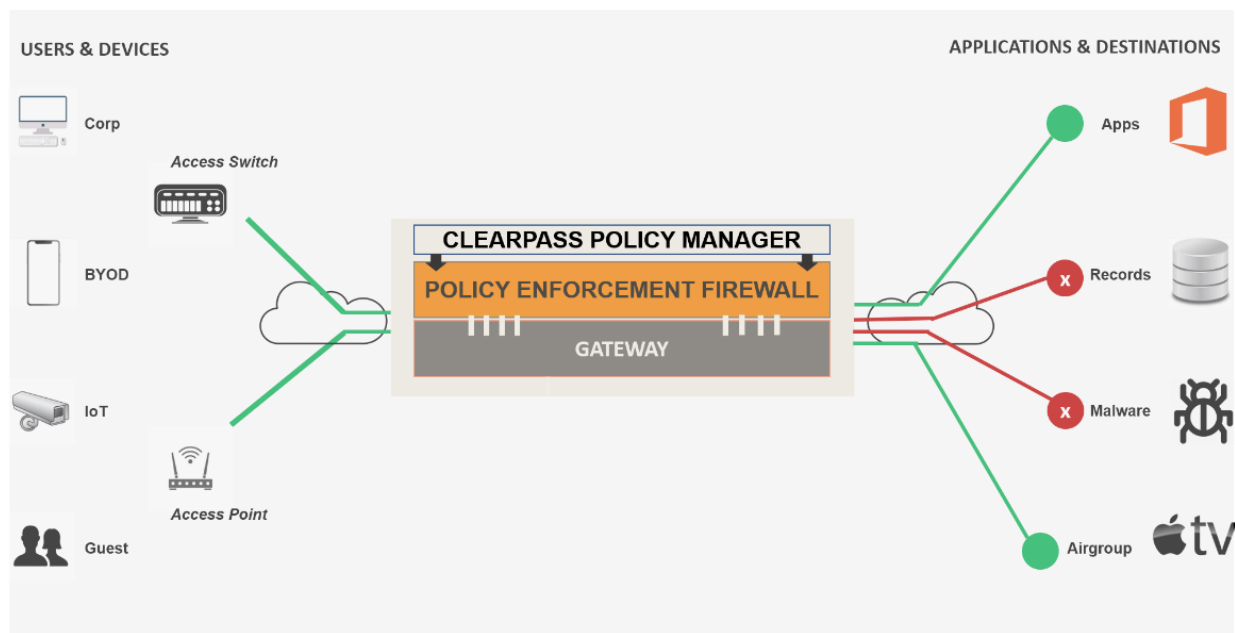 USERS & DEVICES
APPLICATIONS & DESTINATIONS
Corp
Apps
Access Switch
CLEARPASS POLICY MANAGER
BYOD
POLICY ENFORCEMENT FIREWALL
x Records
GATEWAY
IoT
x Malware
Access Point
Guest
Airgroup
tv